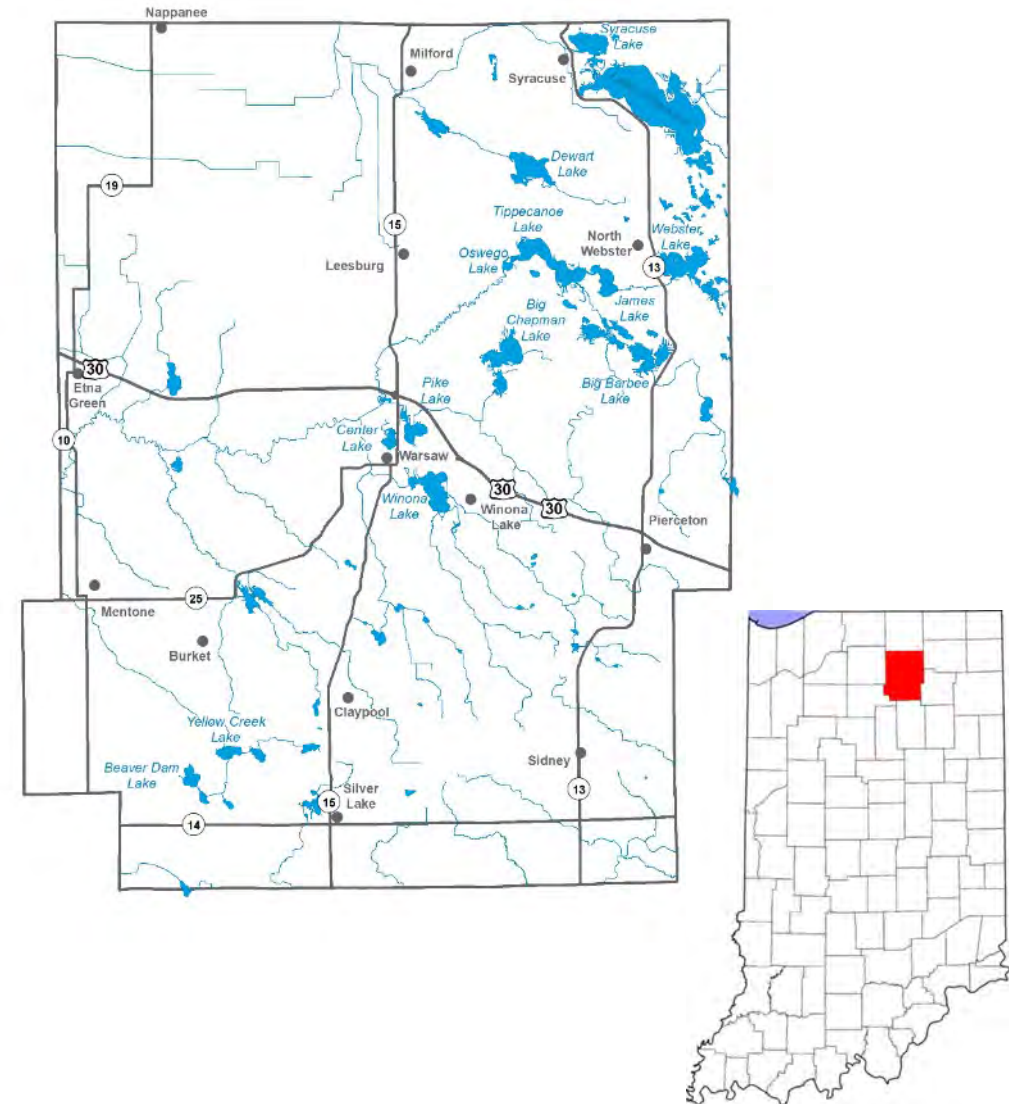 Nappanee
Milford
Syracuse
Lake
Syracuse
Dewart
Lake
19
15
Tippecanoe
Lake
North
Webster
Webster
Lake
Leesburg
Oswego
Lake
13
Big
Chapman
Lake
James
Lake
30
Etna
Green
Pike
Lake
Big Barbee
Lake
10
Center
Lake
Warsaw
Winona
Lake
30
Winona
Lake
30
Pierceton
Mentone
25
Burket
Claypool
Yellow Creek
Lake
Beaver Dam
Lake
Sidney
Silver
Lake
15
13
14